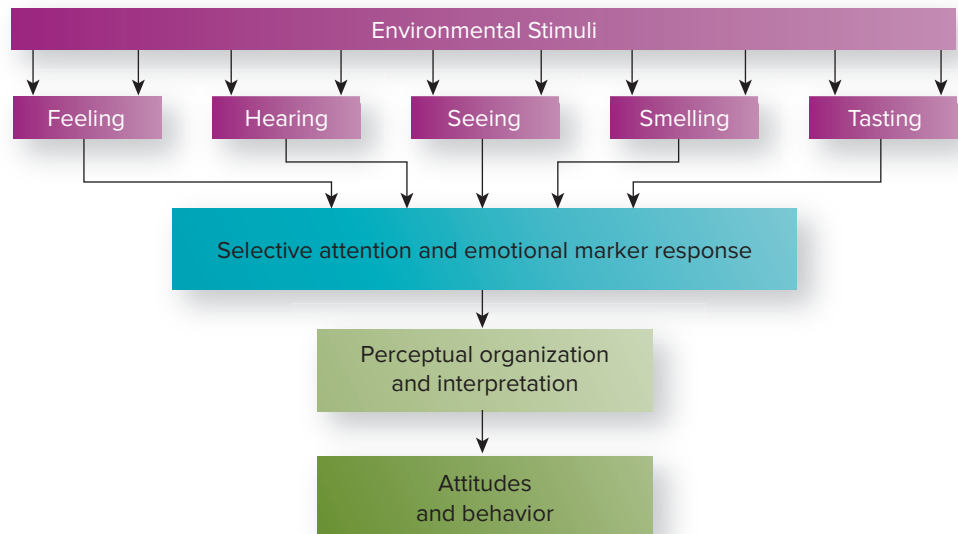 Environmental Stimuli
Feeling
Hearing
Seeing
Smelling
Tasting
Selective attention and emotional marker response
Perceptual organization
and interpretation
Attitudes
and behavior